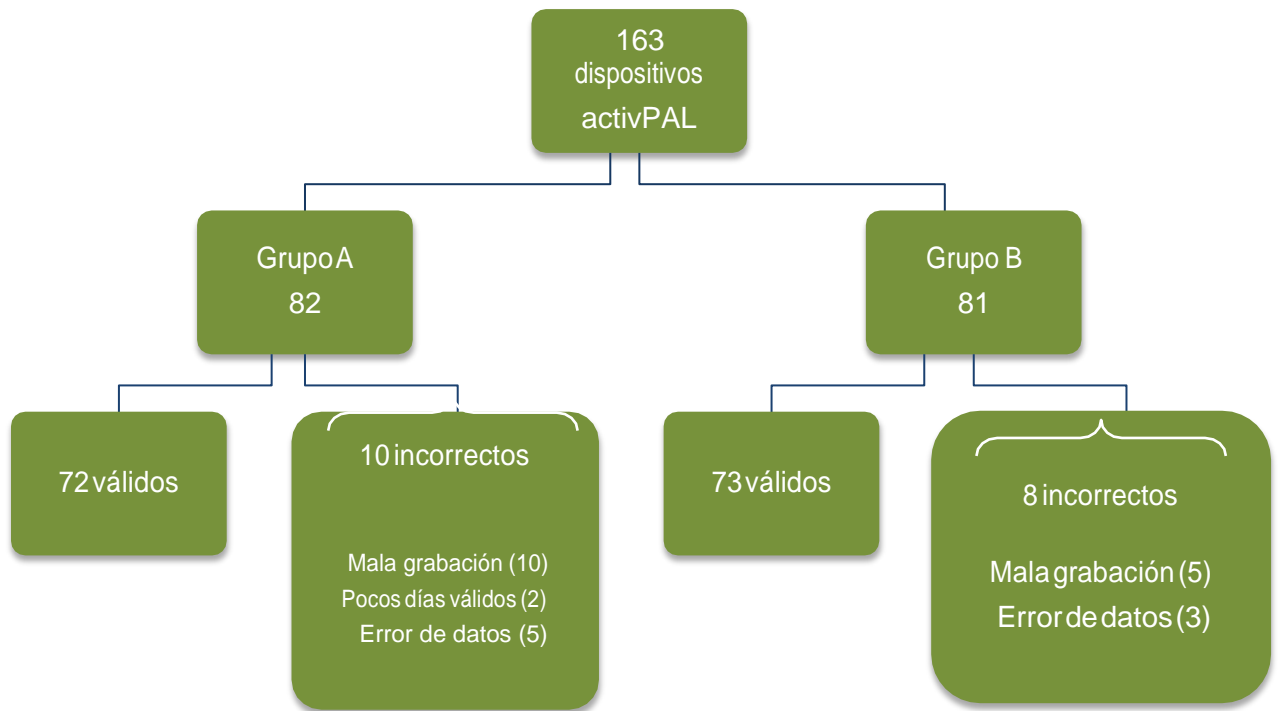 163
dispositivos
activPAL
Grupo A
82
Grupo B
81
72 válidos
10 incorrectos
Mala grabación (10)
Pocos días válidos (2)
Error de datos (5)
73 válidos
8 incorrectos
Mala grabación (5)
Error de datos (3)